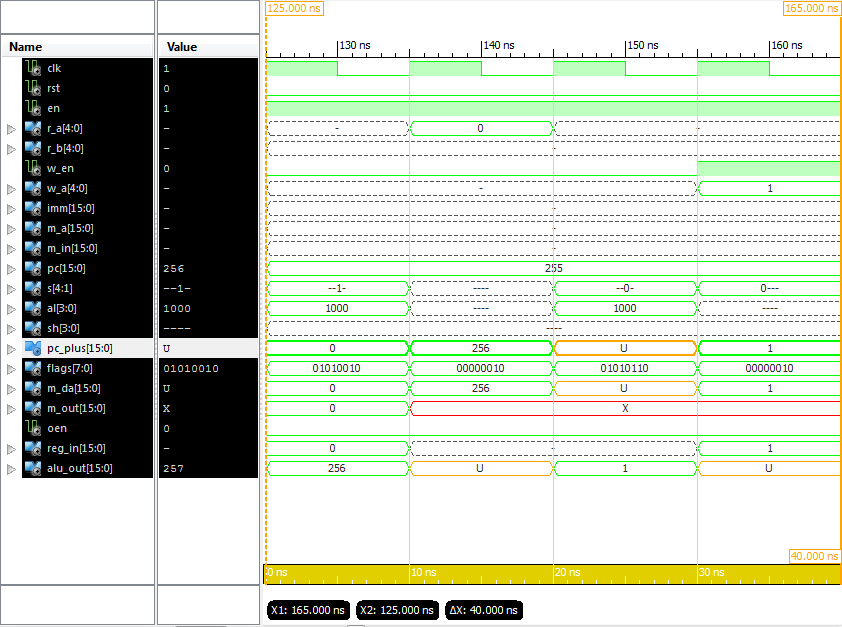 125.000 ns 165.000 ns
130 ns 140 ns 150 ns 160 ns
Name Value
clk 1
rst 0
en 1
r_a[4:0] - - 0 -
r_b[4:0] - -
w_en 0
w_a[4:0] - - 1
imm[15:0] - -
m_a[15:0] - -
m_in[15:0] - -
pc[15:0] 256 255
s[4:1] --1- --1- ---- --0- 0---
al[3:0] 1000 1000 ---- 1000 ----
sh[3:0] ---- ----
pc_plus[15:0] U 0 256 U 1
flags[7:0] 01010010 01010010 00000010 01010110 00000010
m_da[15:0] U 0 256 U 1
m_out[15:0] X 0 X
oen 0
reg_in[15:0] - 0 - 1
alu_out[15:0] 257 256 U 1 U
40.000 ns
0 ns 10 ns 20 ns 30 ns
X1: 165.000 ns X2: 125.000 ns ΔX: 40.000 ns